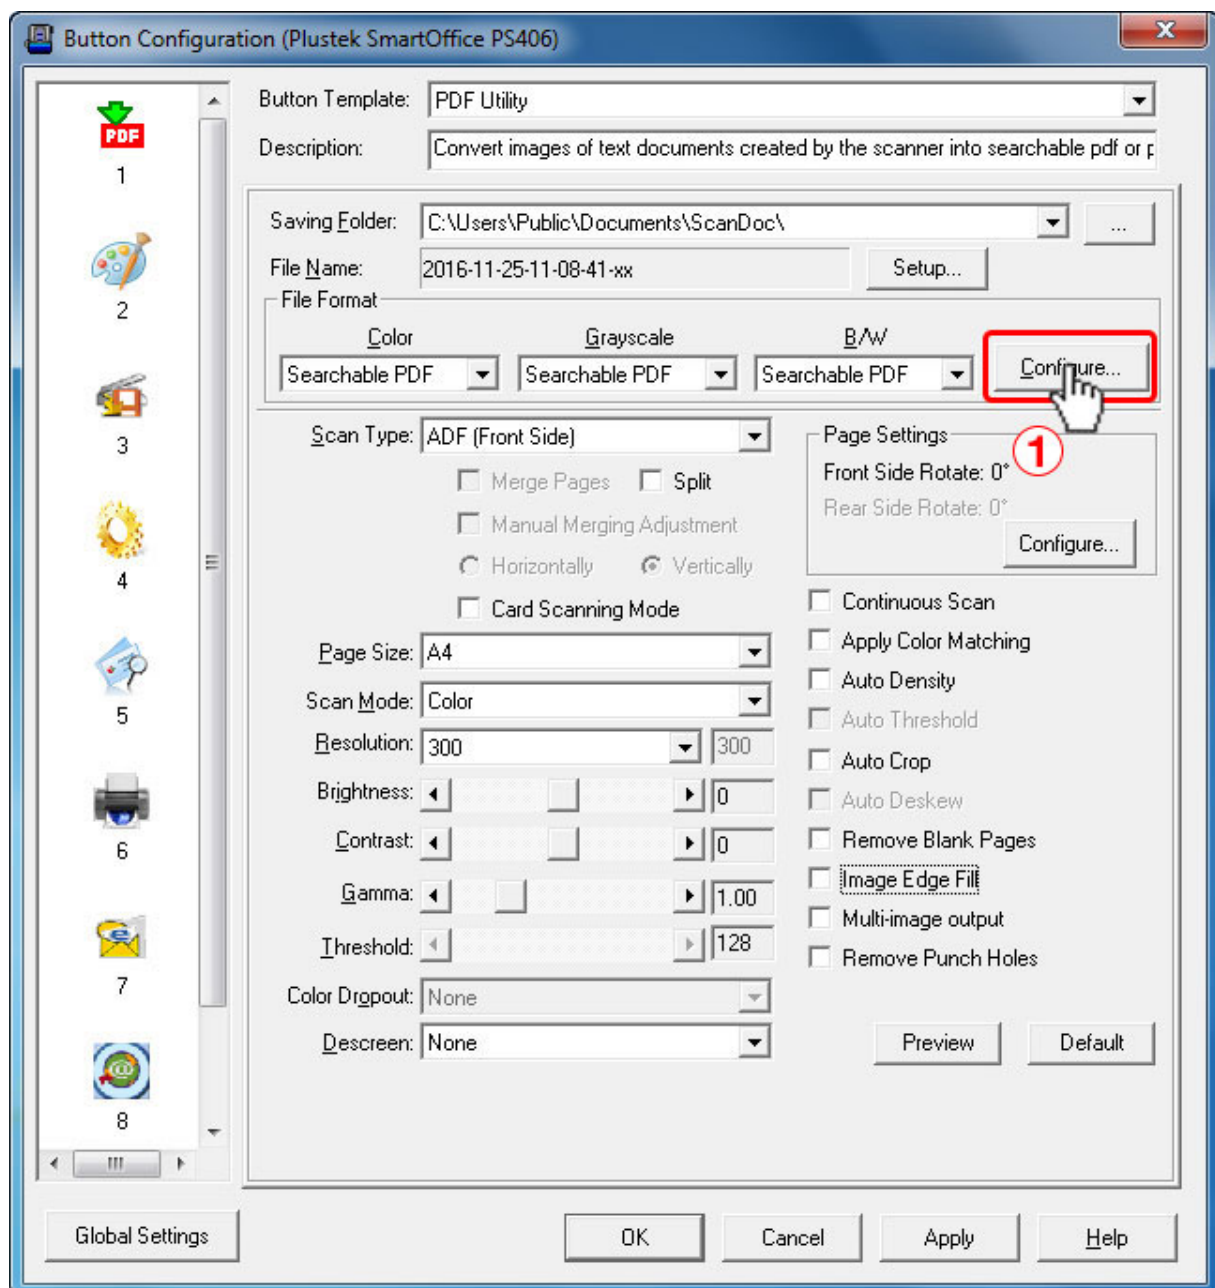 Button Configuration (Plustek SmartOffice PS406)
X
PDF
1
2
3
4
5
6
7
8
Button Template: PDF Utility
Description: Convert images of text documents created by the scanner into searchable pdf or p
Saving Folder: C:\Users\Public\Documents\ScanDoc\ ...
File Name: 2016-11-25-11-08-41-xx Setup...
File Format
Color Grayscale B/W
Searchable PDF Searchable PDF Searchable PDF Configure...
1
Scan Type: ADF (Front Side)
Merge Pages Split
Manual Merging Adjustment
Horizontally Vertically
Card Scanning Mode
Page Settings
Front Side Rotate: 0°
Rear Side Rotate: 0°
Configure...
Page Size: A4
Scan Mode: Color
Resolution: 300 300
Brightness: 0
Contrast: 0
Gamma: 1.00
Threshold: 128
Color Dropout: None
Descreen: None
Continuous Scan
Apply Color Matching
Auto Density
Auto Threshold
Auto Crop
Auto Deskew
Remove Blank Pages
Image Edge Fill
Multi-image output
Remove Punch Holes
Preview Default
Global Settings OK Cancel Apply Help